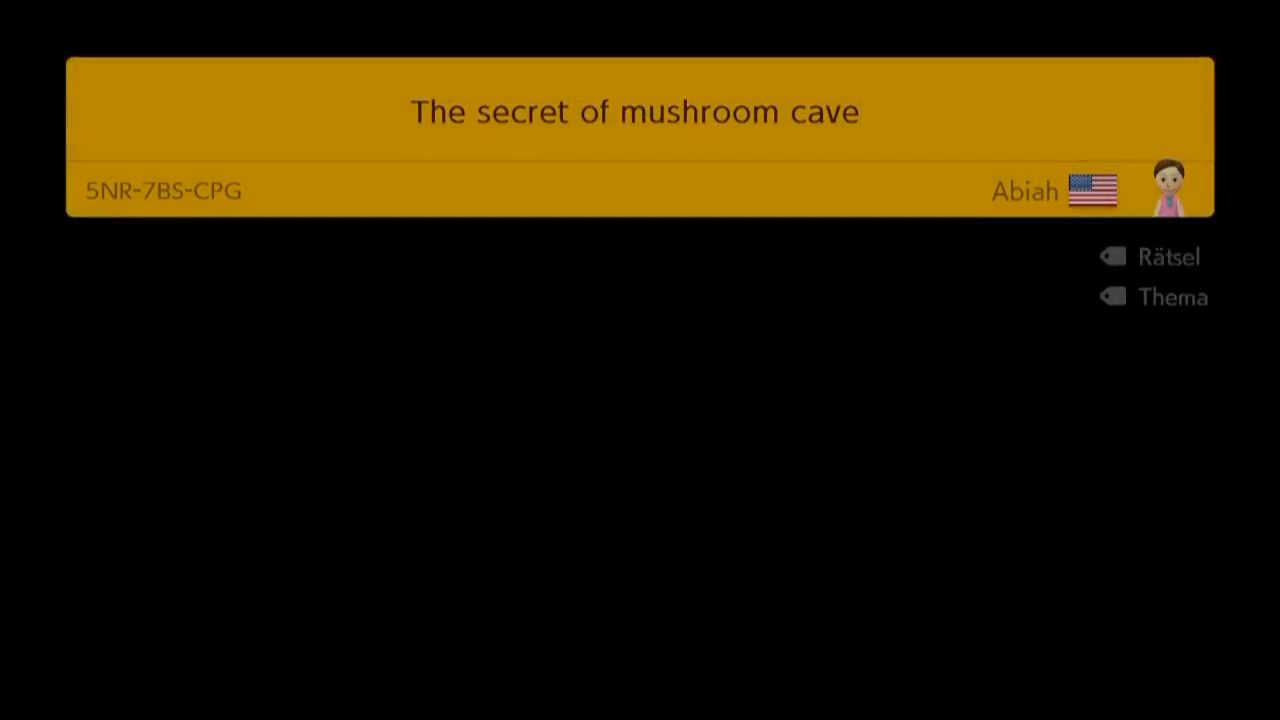 The secret of mushroom cave
5NR-7BS-CPG
Abiah
Rätsel
Thema